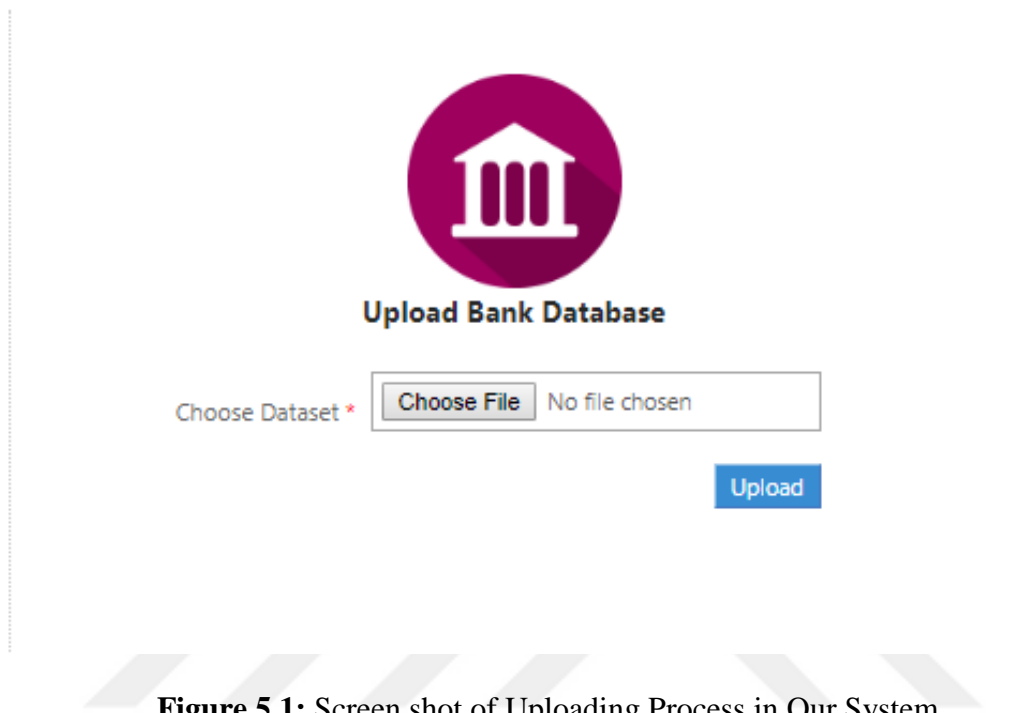 Upload Bank Database
Choose Dataset * Choose File No file chosen
Upload
Figure 5.1: Screen shot of Uploading Process in Our System